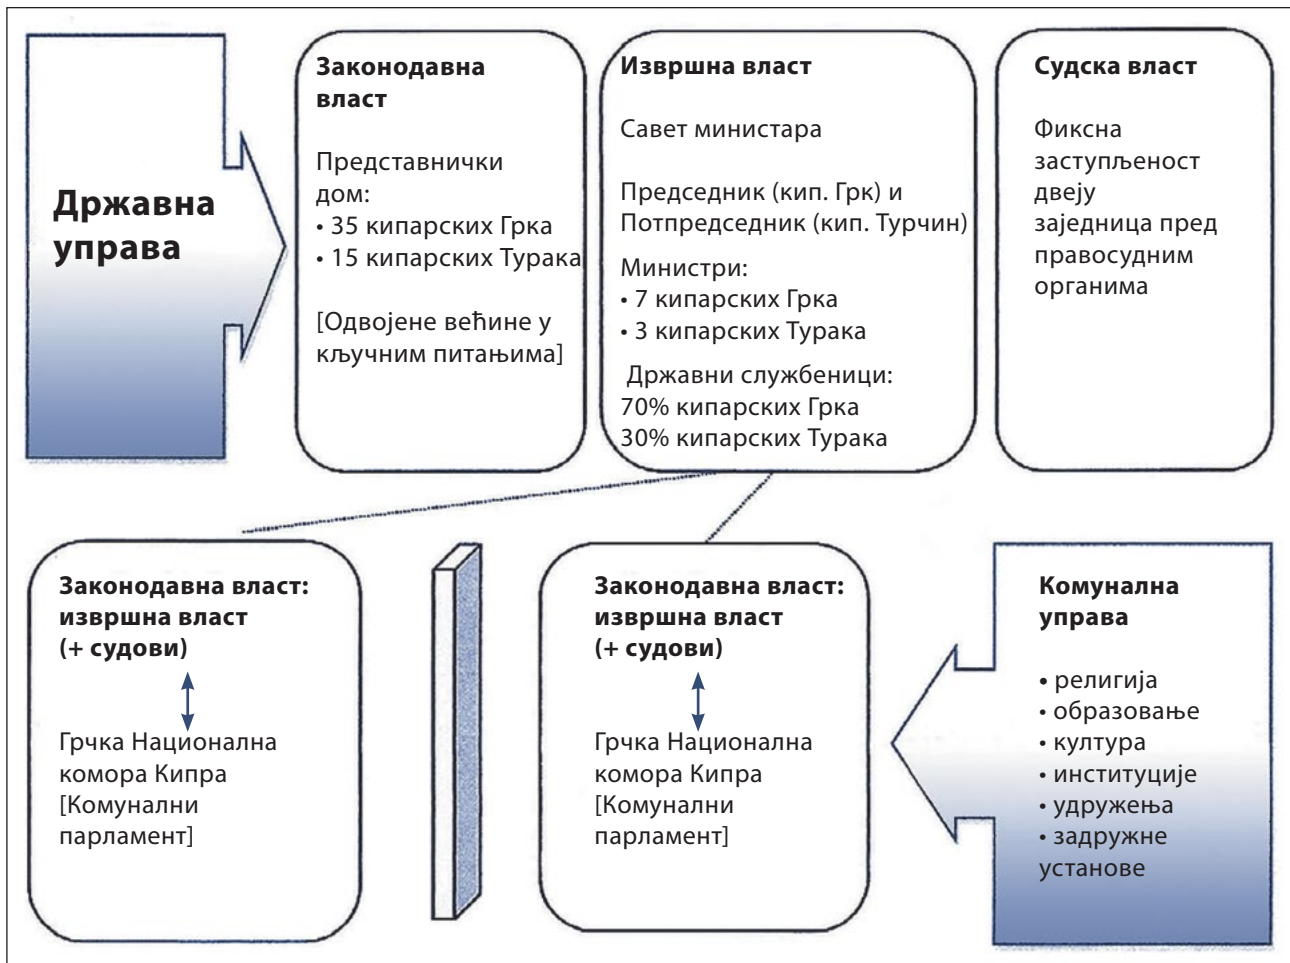 Државна
управа
Законодавна
власт
Представнички
дом:
• 35 кипарских Грка
• 15 кипарских Турака
[Одвојене већине у
кључним питањима]
Извршна власт
Савет министара
Председник (кип. Грк) и
Потпредседник (кип. Турчин)
Министри:
• 7 кипарских Грка
• 3 кипарских Турака
Државни службеници:
70% кипарских Грка
30% кипарских Турака
Судска власт
Фиксна
заступљеност
двеју
заједница пред
правосудним
органима
Законодавна власт:
извршна власт
(+ судови)
Грчка Национална
комора Кипра
[Комунални
парламент]
Законодавна власт:
извршна власт
(+ судови)
Грчка Национална
комора Кипра
[Комунални
парламент]
Комунална
управа
• религија
• образовање
• култура
• институције
• удружења
• задружне
установе